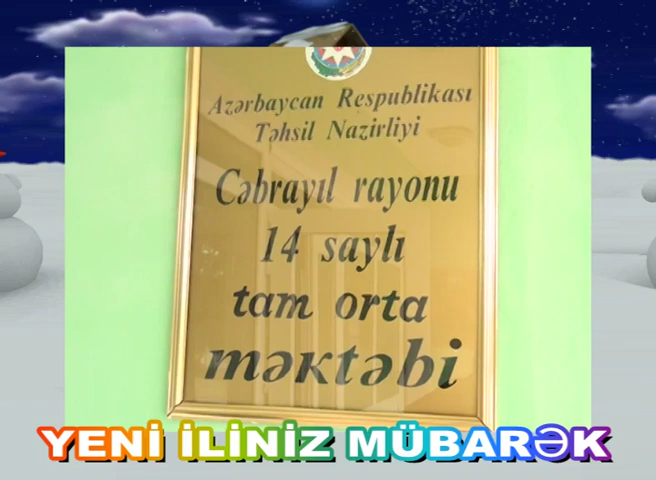 Azərbaycan Respublikası
Təhsil Nazirliyi
Cəbrayıl rayonu
14 saylı
tam orta
məktəbi
YENİ İLİNİZ MÜBARƏK